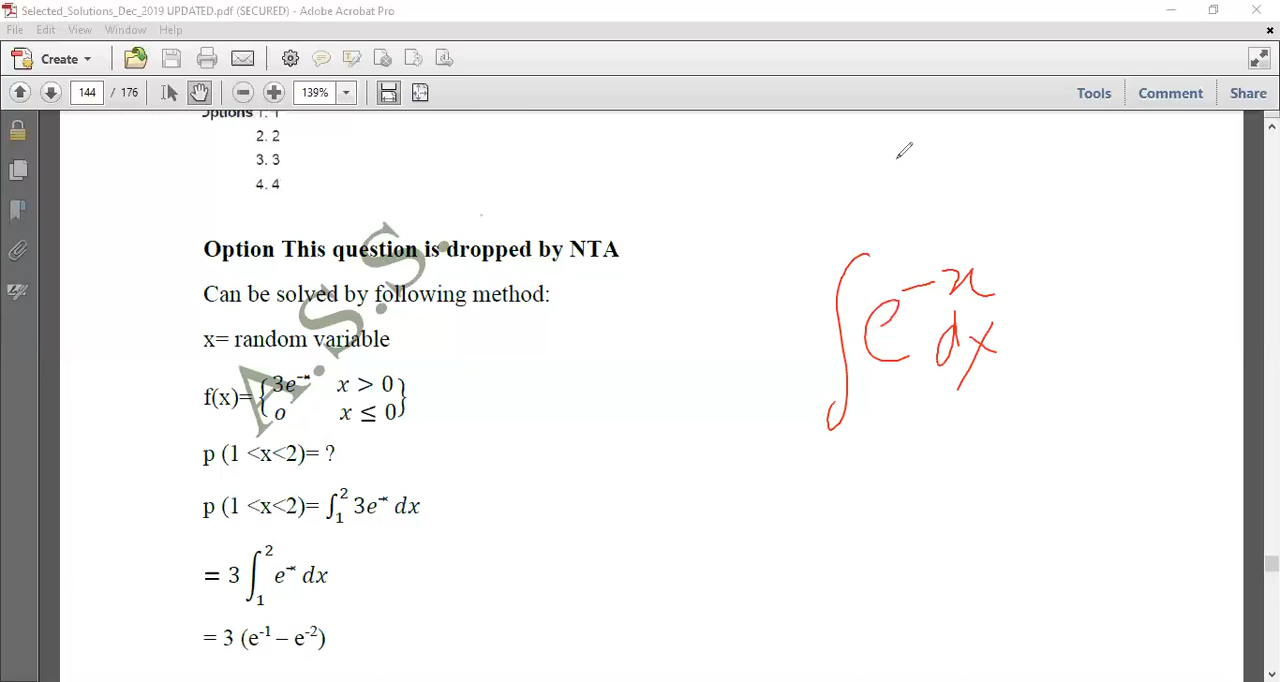 Selected_Solutions_Dec_2019 UPDATED.pdf (SECURED) - Adobe Acrobat Pro
File Edit View Window Help
Create
144 / 176 139% Tools Comment Share
Options 1. 1
2. 2
3. 3
4. 4
Option This question is dropped by NTA
Can be solved by following method:
x= random variable
f(x)= { 3e⁻ˣ x > 0
o x ≤ 0 }
p (1 <x<2)= ?
p (1 <x<2)= ∫₁² 3e⁻ˣ dx
= 3 ∫₁² e⁻ˣ dx
= 3 (e⁻¹ – e⁻²)
A.S.S.
∫ e⁻ˣ dx